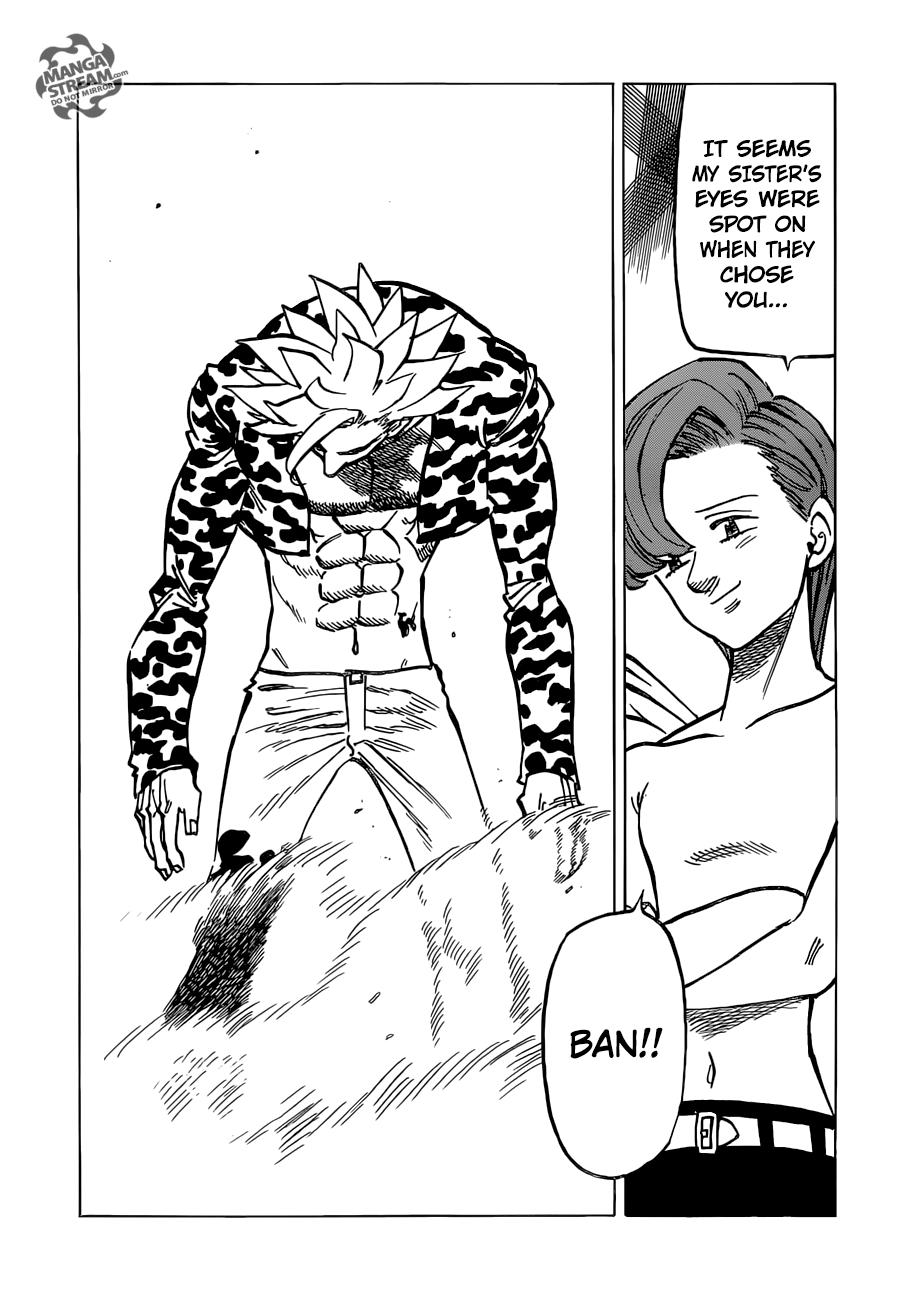 MANGA
STREAM.com
DO NOT MIRROR
IT SEEMS
MY SISTER'S
EYES WERE
SPOT ON
WHEN THEY
CHOSE
YOU...
BAN!!